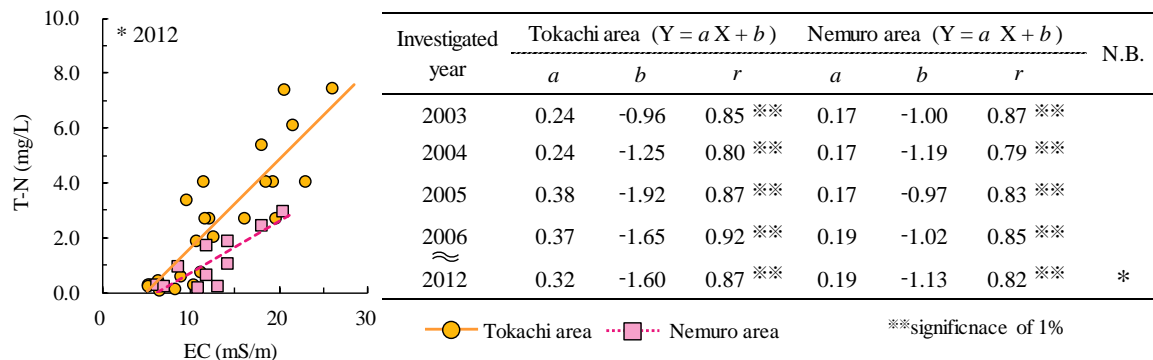 * 2012
10.0
8.0
6.0
4.0
2.0
0.0
T-N (mg/L)
0 10 20 30
EC (mS/m)
Investigated year Tokachi area (Y = a X + b) Nemuro area (Y = a X + b) N.B.
a b r a b r
2003 0.24 -0.96 0.85 ※※ 0.17 -1.00 0.87 ※※
2004 0.24 -1.25 0.80 ※※ 0.17 -1.19 0.79 ※※
2005 0.38 -1.92 0.87 ※※ 0.17 -0.97 0.83 ※※
2006 0.37 -1.65 0.92 ※※ 0.19 -1.02 0.85 ※※
2012 0.32 -1.60 0.87 ※※ 0.19 -1.13 0.82 ※※ *
Tokachi area Nemuro area ※※significnace of 1%